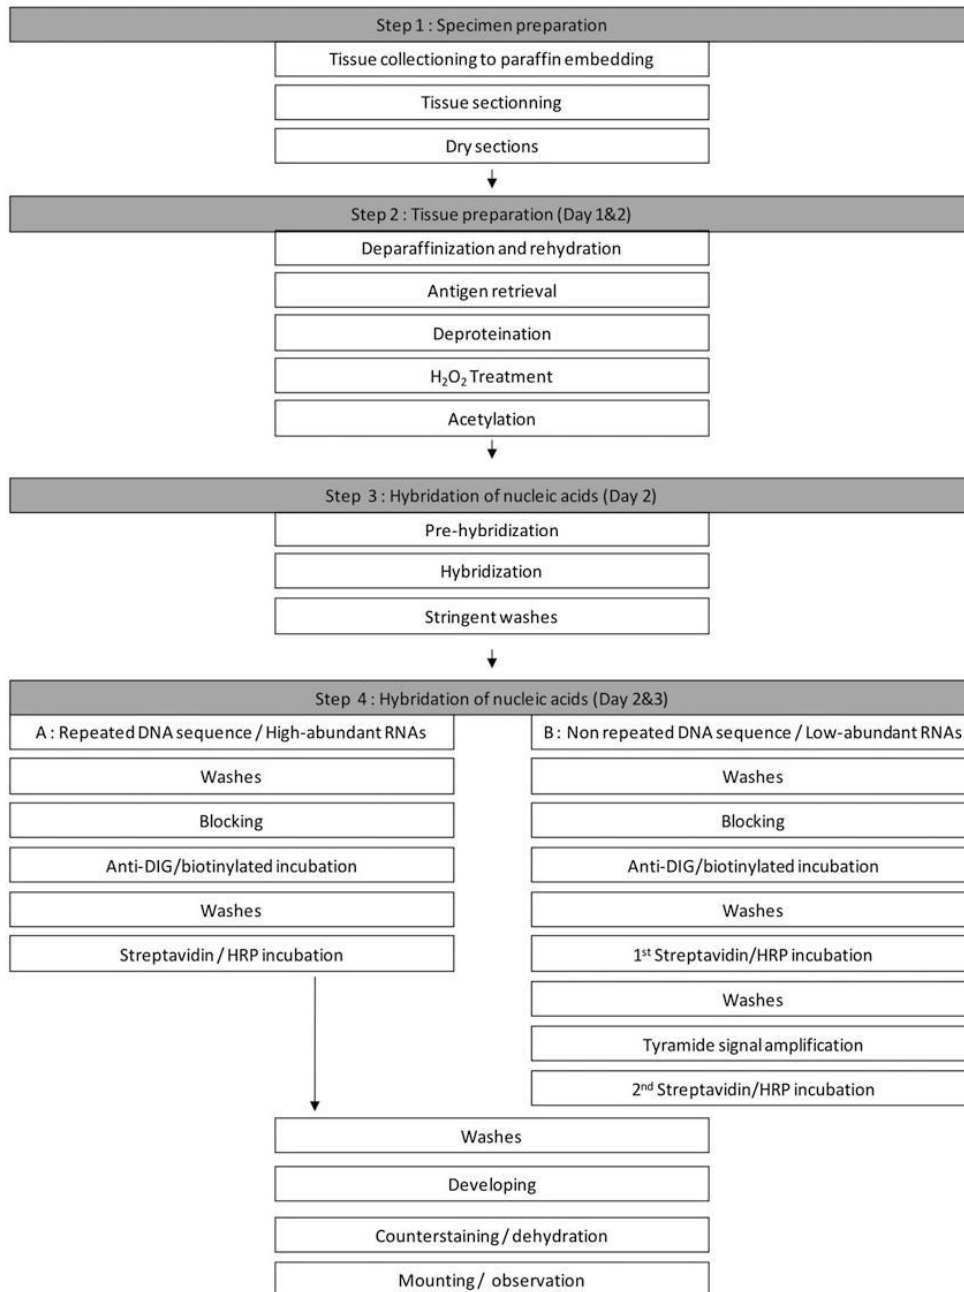 Step 1 : Specimen preparation
Tissue collectioning to paraffin embedding
Tissue sectionning
Dry sections
Step 2 : Tissue preparation (Day 1&2)
Deparaffinization and rehydration
Antigen retrieval
Deproteination
H₂O₂ Treatment
Acetylation
Step 3 : Hybridation of nucleic acids (Day 2)
Pre-hybridization
Hybridization
Stringent washes
Step 4 : Hybridation of nucleic acids (Day 2&3)
A : Repeated DNA sequence / High-abundant RNAs
Washes
Blocking
Anti-DIG/biotinylated incubation
Washes
Streptavidin / HRP incubation
B : Non repeated DNA sequence / Low-abundant RNAs
Washes
Blocking
Anti-DIG/biotinylated incubation
Washes
1st Streptavidin/HRP incubation
Washes
Tyramide signal amplification
2nd Streptavidin/HRP incubation
Washes
Developing
Counterstaining / dehydration
Mounting / observation